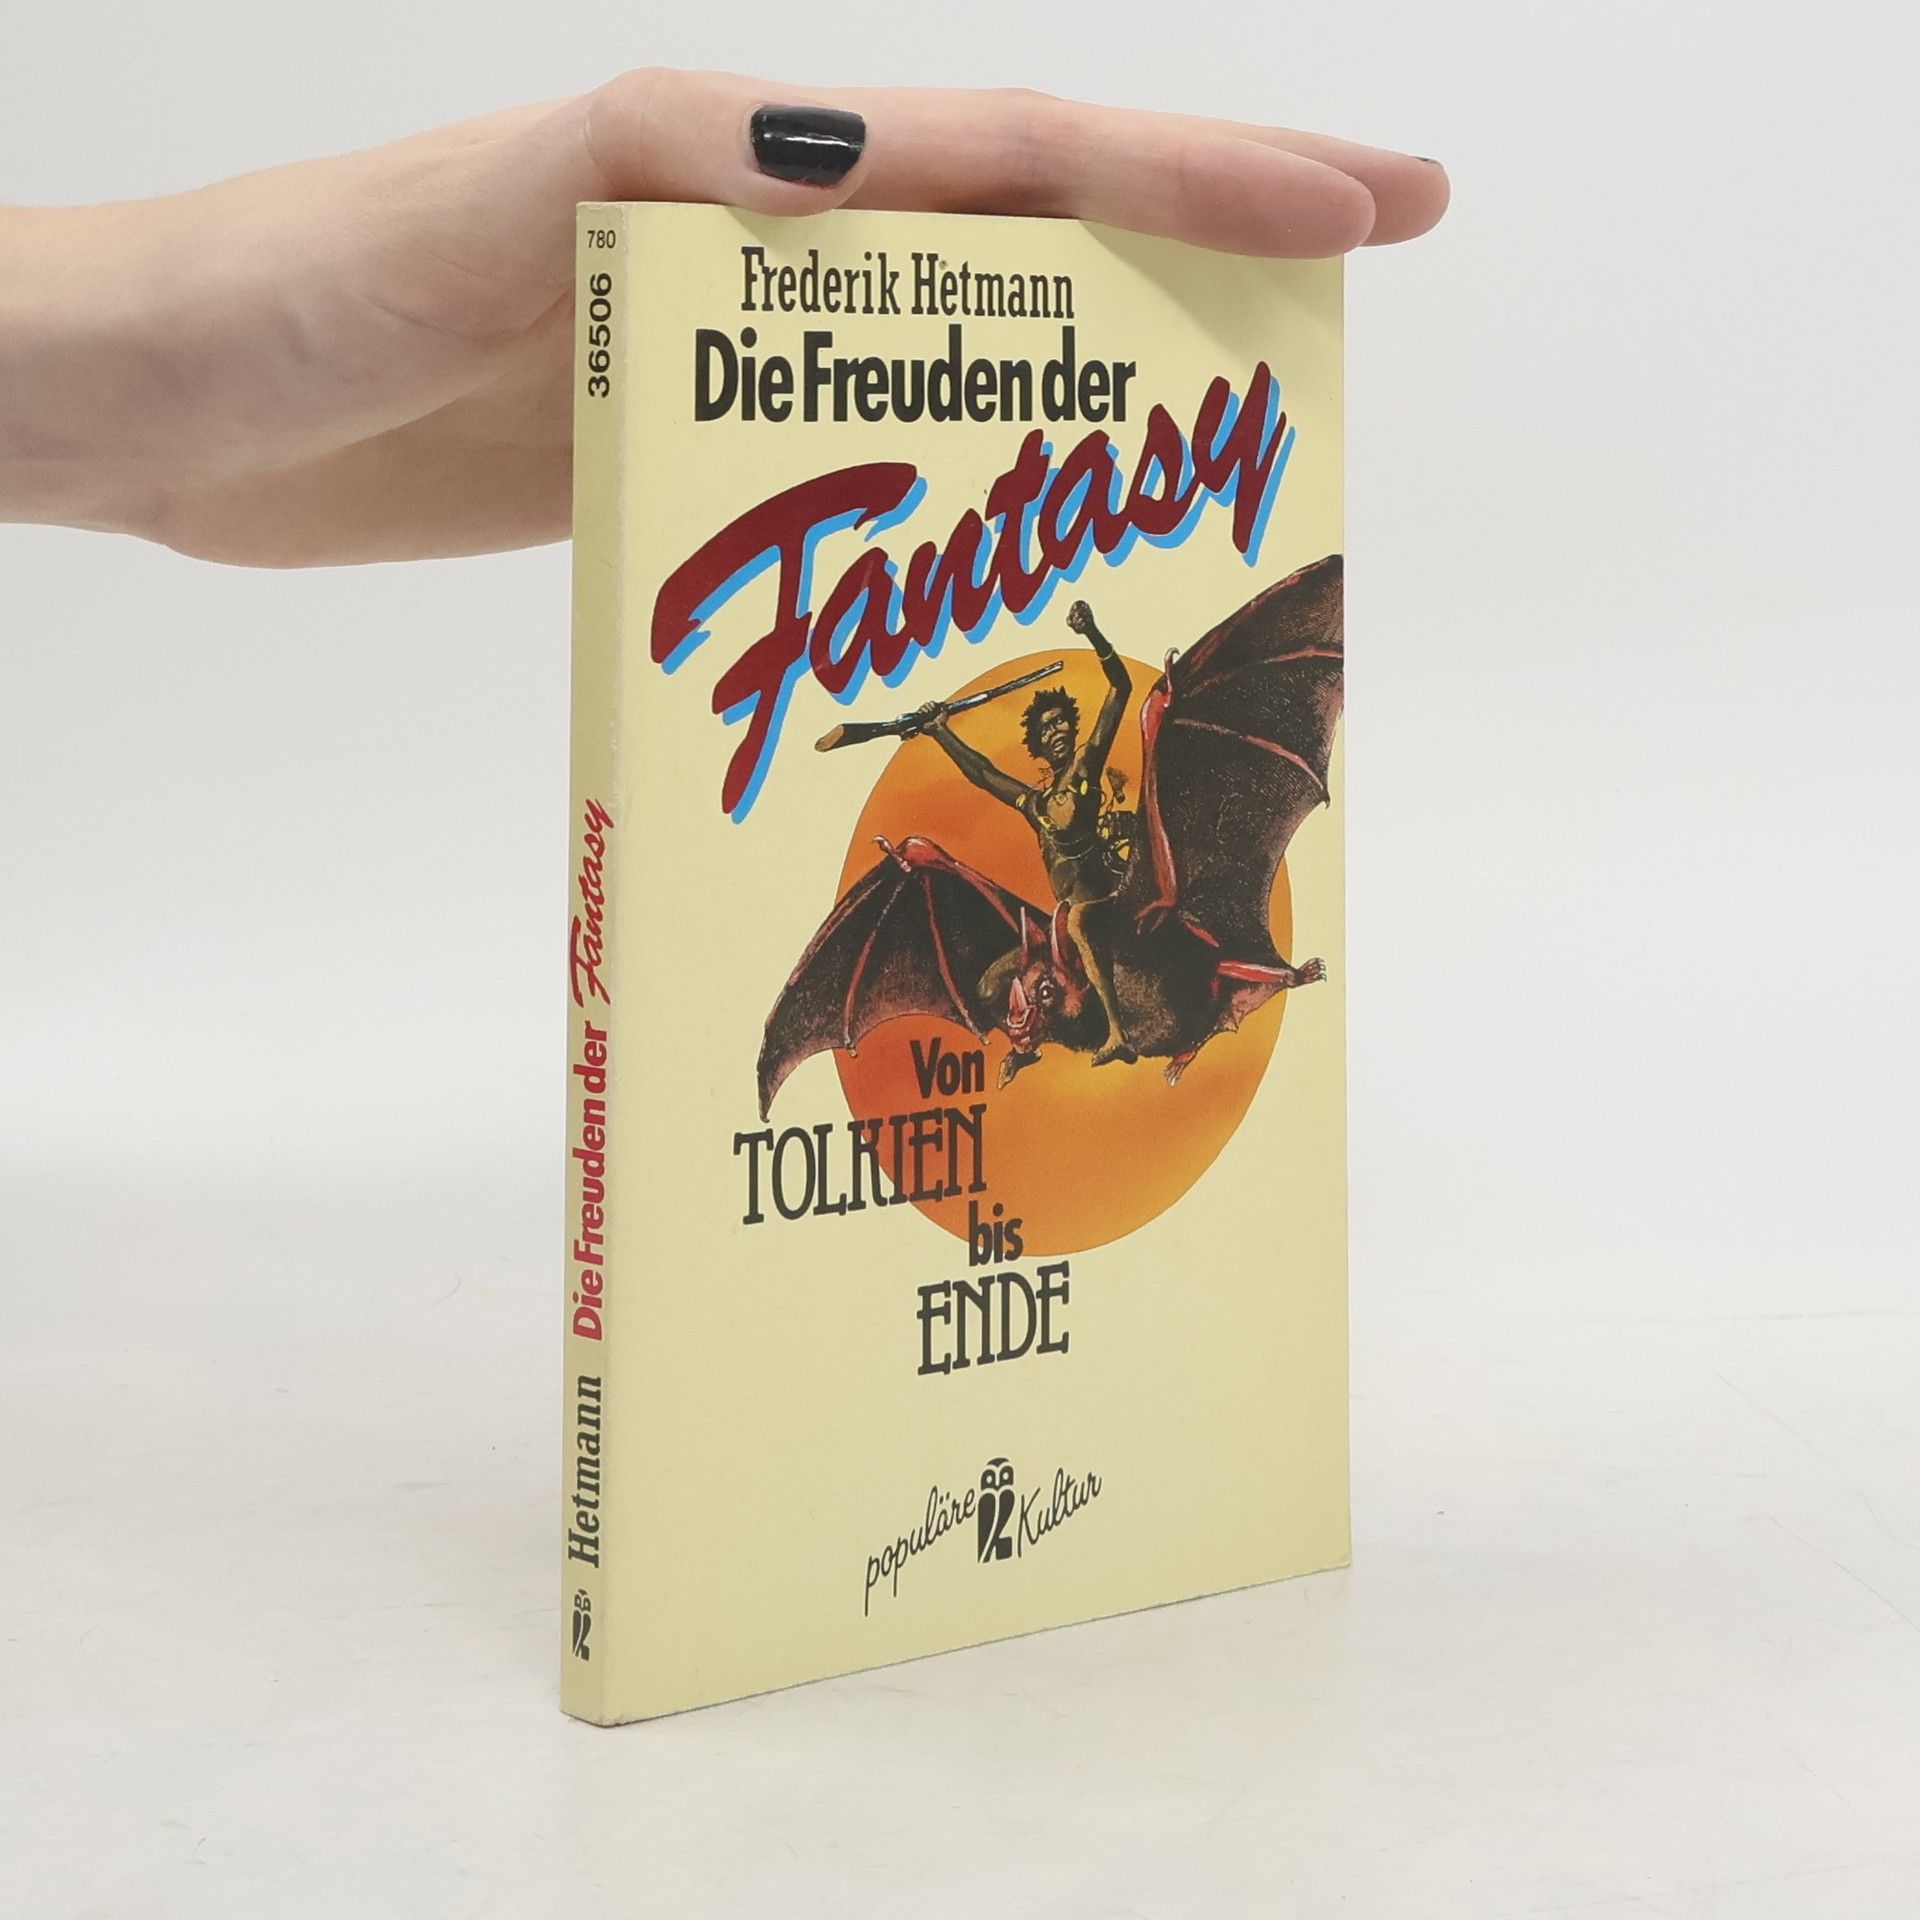 Frederik Hetmann
Die Freuden der
Fantasy
Von
TOLKIEN
bis
ENDE
populäre Kultur
780
36506
Hetmann Die Freuden der Fantasy